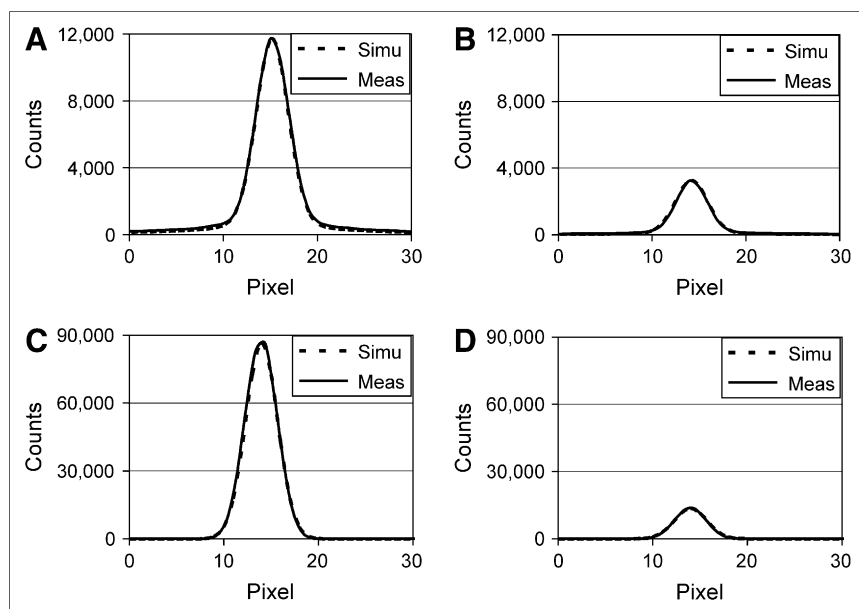 A
12,000
8,000
4,000
0
Counts
0
10
20
30
Pixel
Simu
Meas
B
12,000
8,000
4,000
0
Counts
0
10
20
30
Pixel
Simu
Meas
C
90,000
60,000
30,000
0
Counts
0
10
20
30
Pixel
Simu
Meas
D
90,000
60,000
30,000
0
Counts
0
10
20
30
Pixel
Simu
Meas